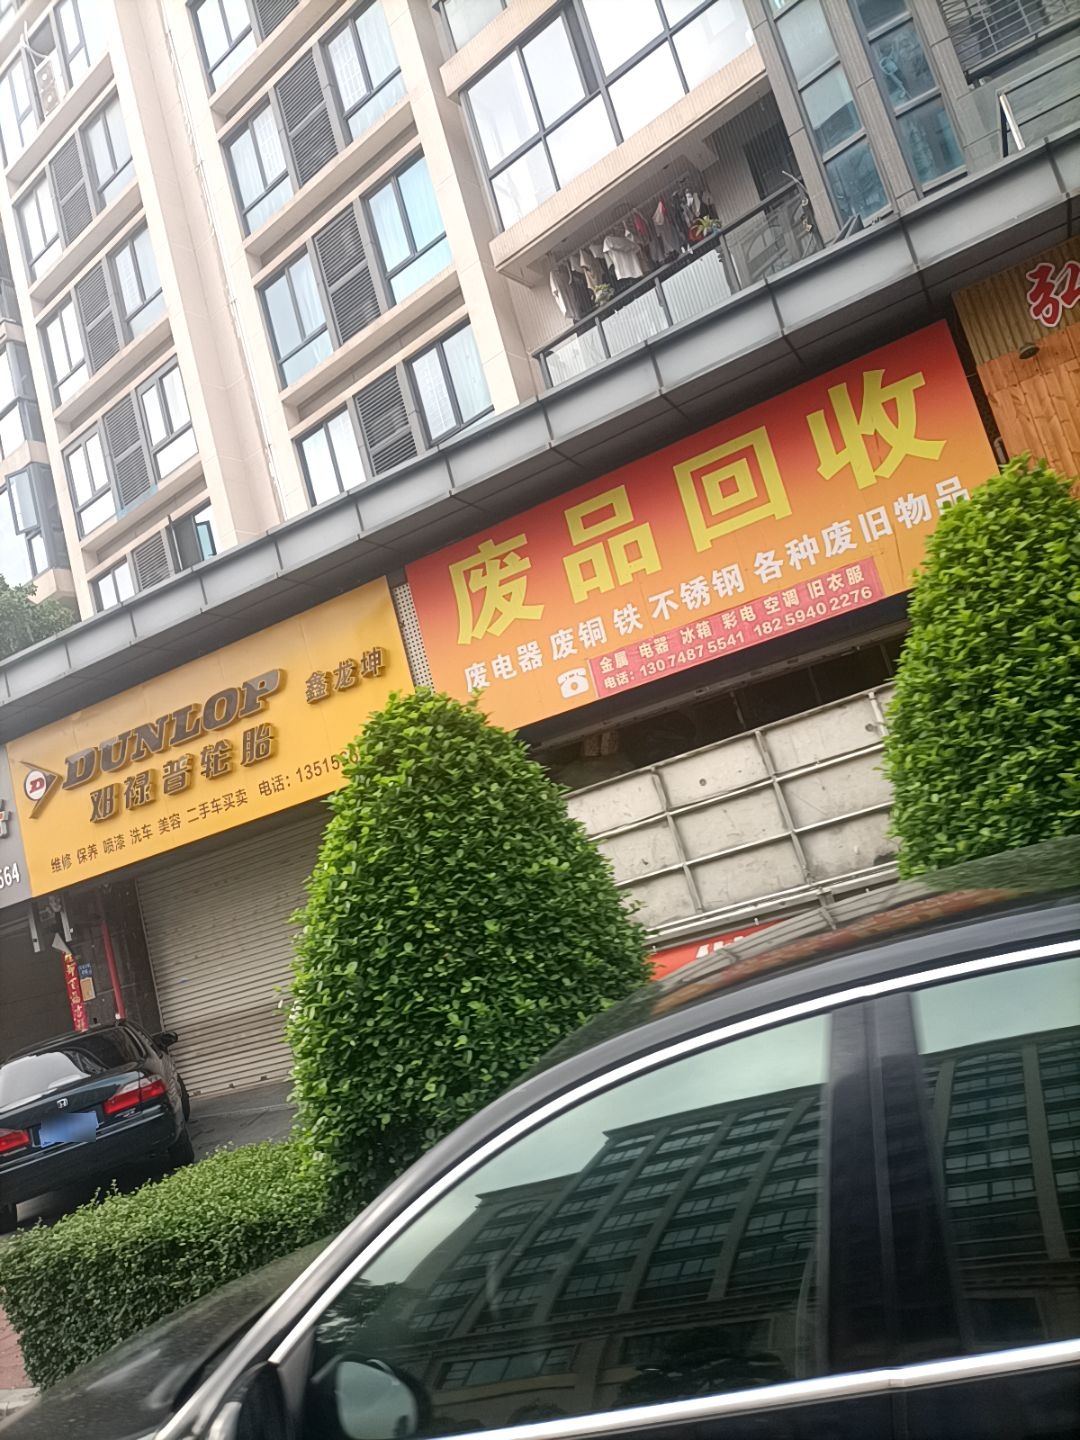 弘
废品回收
废电器 废铜 铁 不锈钢 各种废旧物品
金属 电器 冰箱 彩电 空调 旧衣服
电话：130 7487 5541 182 5940 2276
DUNLOP 鑫龙坤
邓禄普轮胎
维修 保养 喷漆 洗车 美容 二手车买卖 电话：13515
564